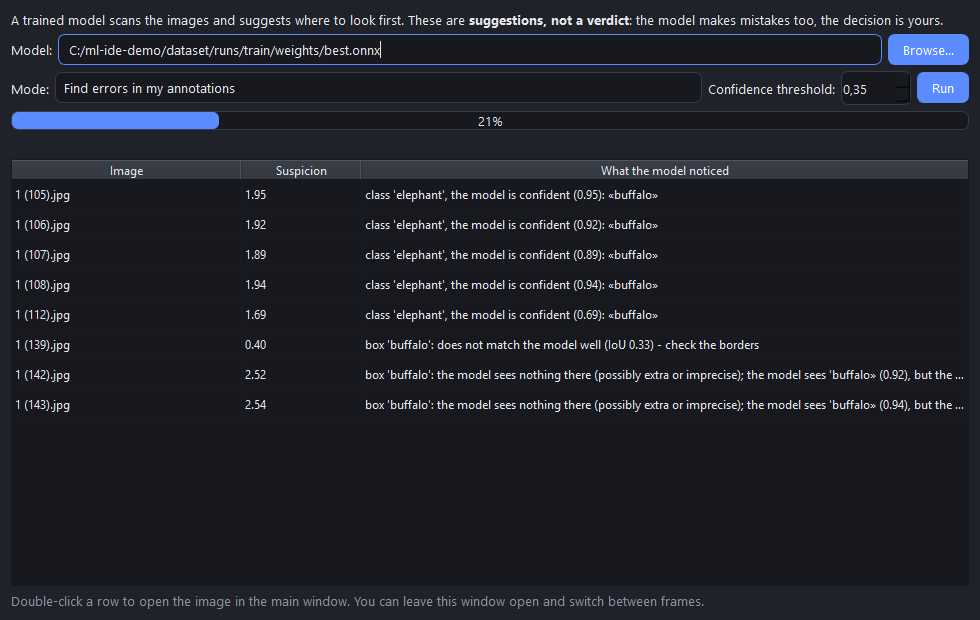 A trained model scans the images and suggests where to look first. These are suggestions, not a verdict: the model makes mistakes too, the decision is yours.
Model: C:/ml-ide-demo/dataset/runs/train/weights/best.onnx Browse...
Mode: Find errors in my annotations Confidence threshold: 0,35 Run
21%
Image Suspicion What the model noticed
1 (105).jpg 1.95 class 'elephant', the model is confident (0.95): «buffalo»
1 (106).jpg 1.92 class 'elephant', the model is confident (0.92): «buffalo»
1 (107).jpg 1.89 class 'elephant', the model is confident (0.89): «buffalo»
1 (108).jpg 1.94 class 'elephant', the model is confident (0.94): «buffalo»
1 (112).jpg 1.69 class 'elephant', the model is confident (0.69): «buffalo»
1 (139).jpg 0.40 box 'buffalo': does not match the model well (IoU 0.33) - check the borders
1 (142).jpg 2.52 box 'buffalo': the model sees nothing there (possibly extra or imprecise); the model sees 'buffalo» (0.92), but the ...
1 (143).jpg 2.54 box 'buffalo': the model sees nothing there (possibly extra or imprecise); the model sees 'buffalo» (0.94), but the ...
Double-click a row to open the image in the main window. You can leave this window open and switch between frames.